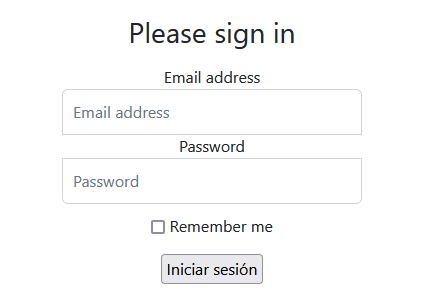 Please sign in
Email address
Email address
Password
Password
Remember me
Iniciar sesión